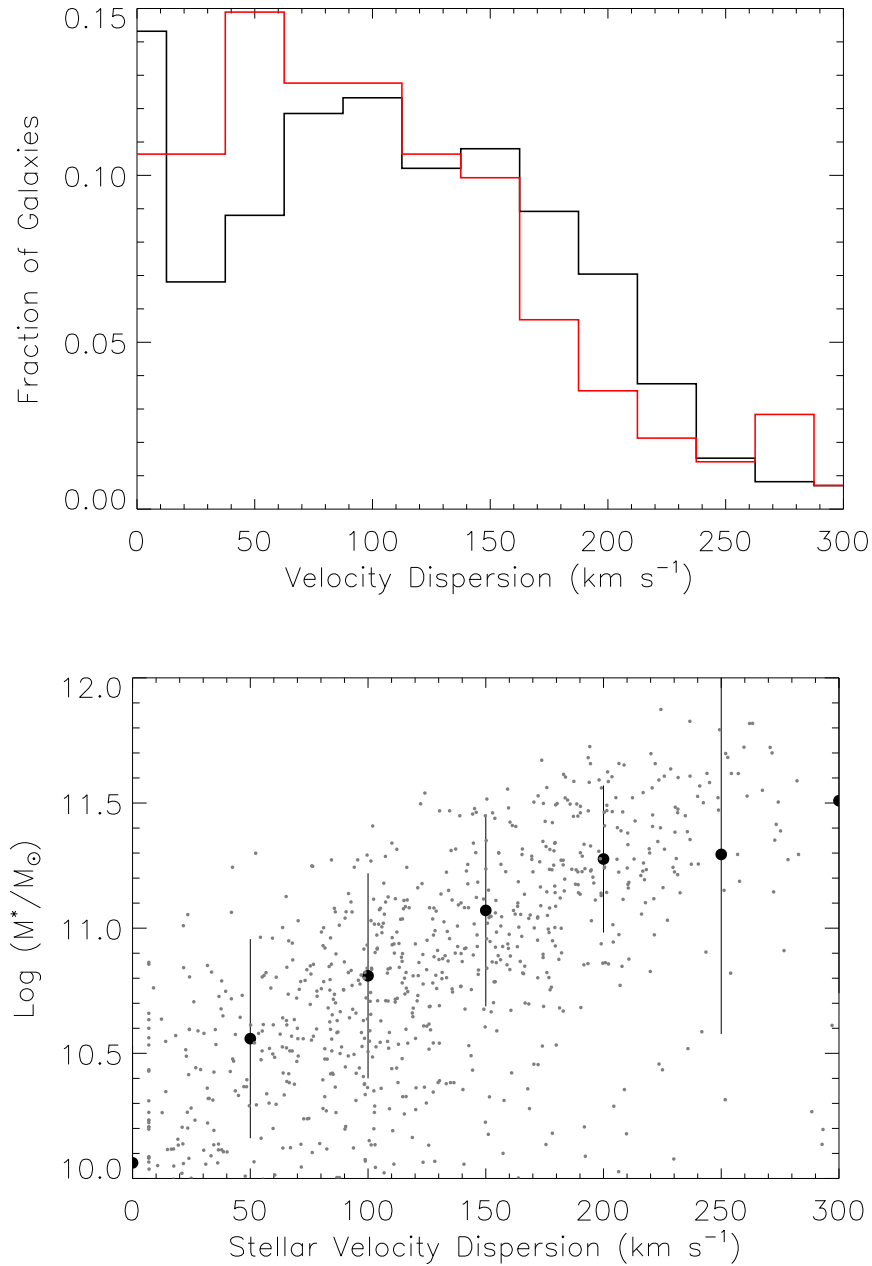 0.15
0.10
0.05
0.00
Fraction of Galaxies
0 50 100 150 200 250 300
Velocity Dispersion (km s⁻¹)
12.0
11.5
11.0
10.5
10.0
Log (M*/M⊙)
0 50 100 150 200 250 300
Stellar Velocity Dispersion (km s⁻¹)